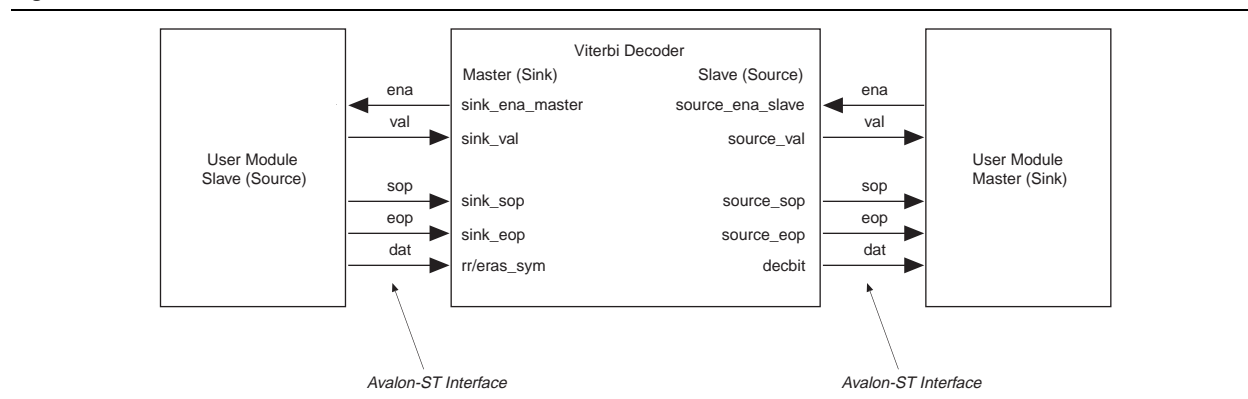 Viterbi Decoder
Master (Sink) Slave (Source)
ena sink_ena_master source_ena_slave ena
val sink_val source_val val
User Module
Slave (Source)
User Module
Master (Sink)
sop sink_sop source_sop sop
eop sink_eop source_eop eop
dat rr/eras_sym decbit dat
Avalon-ST Interface Avalon-ST Interface